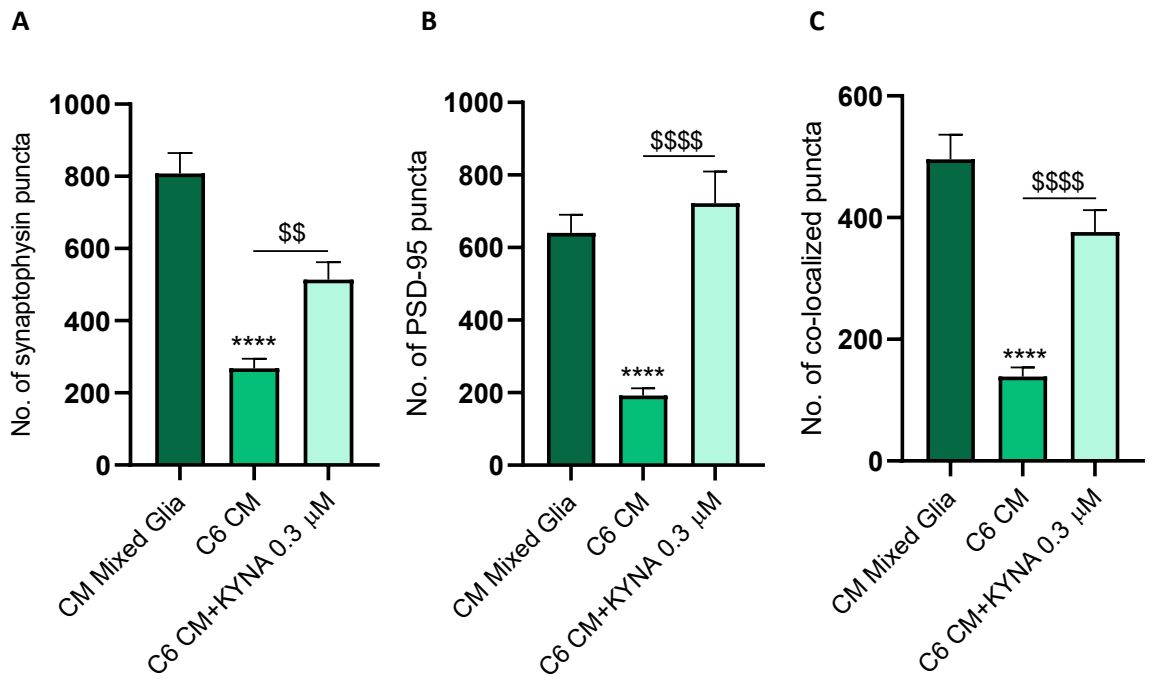 A
No. of synaptophysin puncta
1000
800
600
400
200
0
$$
****
CM Mixed Glia
C6 CM
C6 CM+KYNA 0.3 μM
B
No. of PSD-95 puncta
1000
800
600
400
200
0
$$$$
****
CM Mixed Glia
C6 CM
C6 CM+KYNA 0.3 μM
C
No. of co-localized puncta
600
400
200
0
$$$$
****
CM Mixed Glia
C6 CM
C6 CM+KYNA 0.3 μM